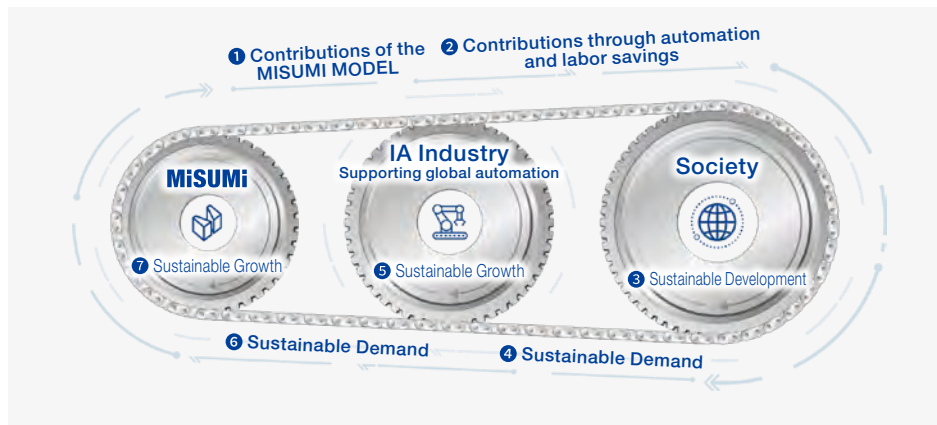 ❶ Contributions of the
MISUMI MODEL
❷ Contributions through automation
and labor savings
MiSUMi
IA Industry
Supporting global automation
Society
❼ Sustainable Growth
❺ Sustainable Growth
❸ Sustainable Development
❻ Sustainable Demand
❹ Sustainable Demand